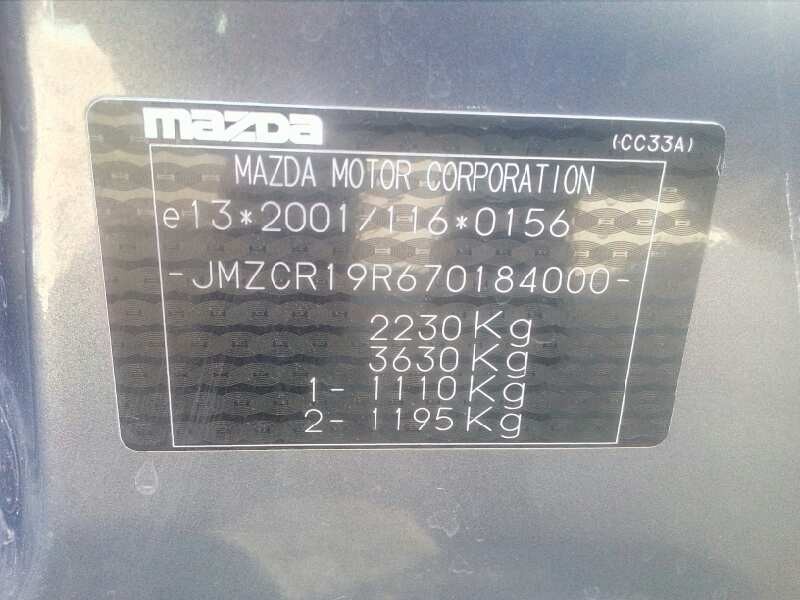 mazda
(CC33A)
MAZDA MOTOR CORPORATION
e13*2001/116*0156
-JMZCR19R670184000-
2230Kg
3630Kg
1- 1110Kg
2- 1195Kg